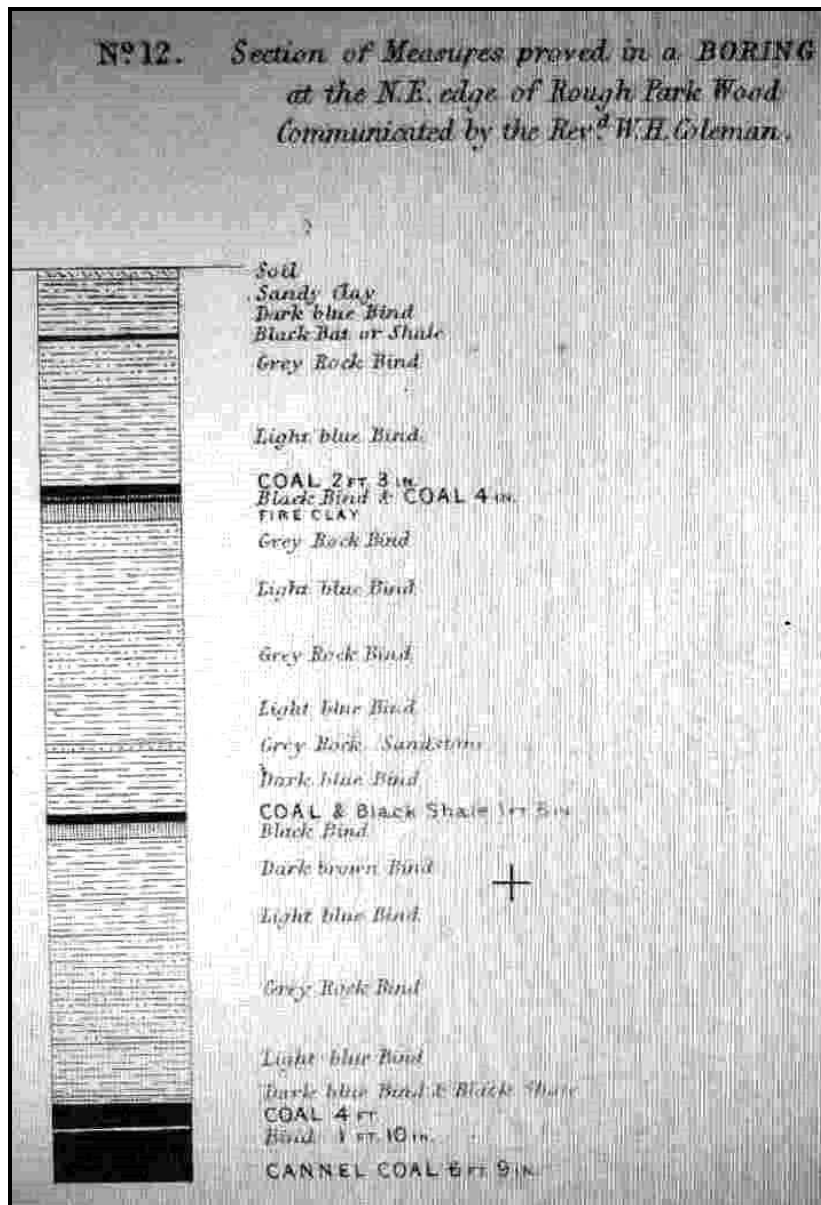 Nº 12. Section of Measures proved in a BORING
at the N.E. edge of Rough Park Wood
Communicated by the Revd. W.H. Coleman.
Soil
Sandy Clay
Dark blue Bind
Black Bat or Shale
Grey Rock Bind
Light blue Bind
COAL 2 FT. 3 IN.
Black Bind & COAL 4 IN.
FIRE CLAY
Grey Rock Bind
Light blue Bind
Grey Rock Bind
Light blue Bind
Grey Rock Sandstone
Dark blue Bind
COAL & Black Shale 1 FT 5 IN
Black Bind
Dark brown Bind
Light blue Bind
Grey Rock Bind
Light blue Bind
Dark blue Bind & Black Shale
COAL 4 FT.
Bind 1 FT. 10 IN.
CANNEL COAL 6 FT 9 IN.